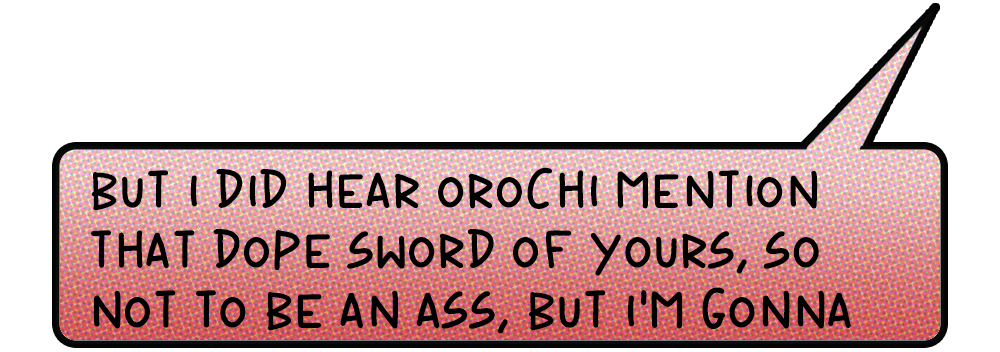 BUT I DID HEAR OROCHI MENTION
THAT DOPE SWORD OF YOURS, SO
NOT TO BE AN ASS, BUT I'M GONNA